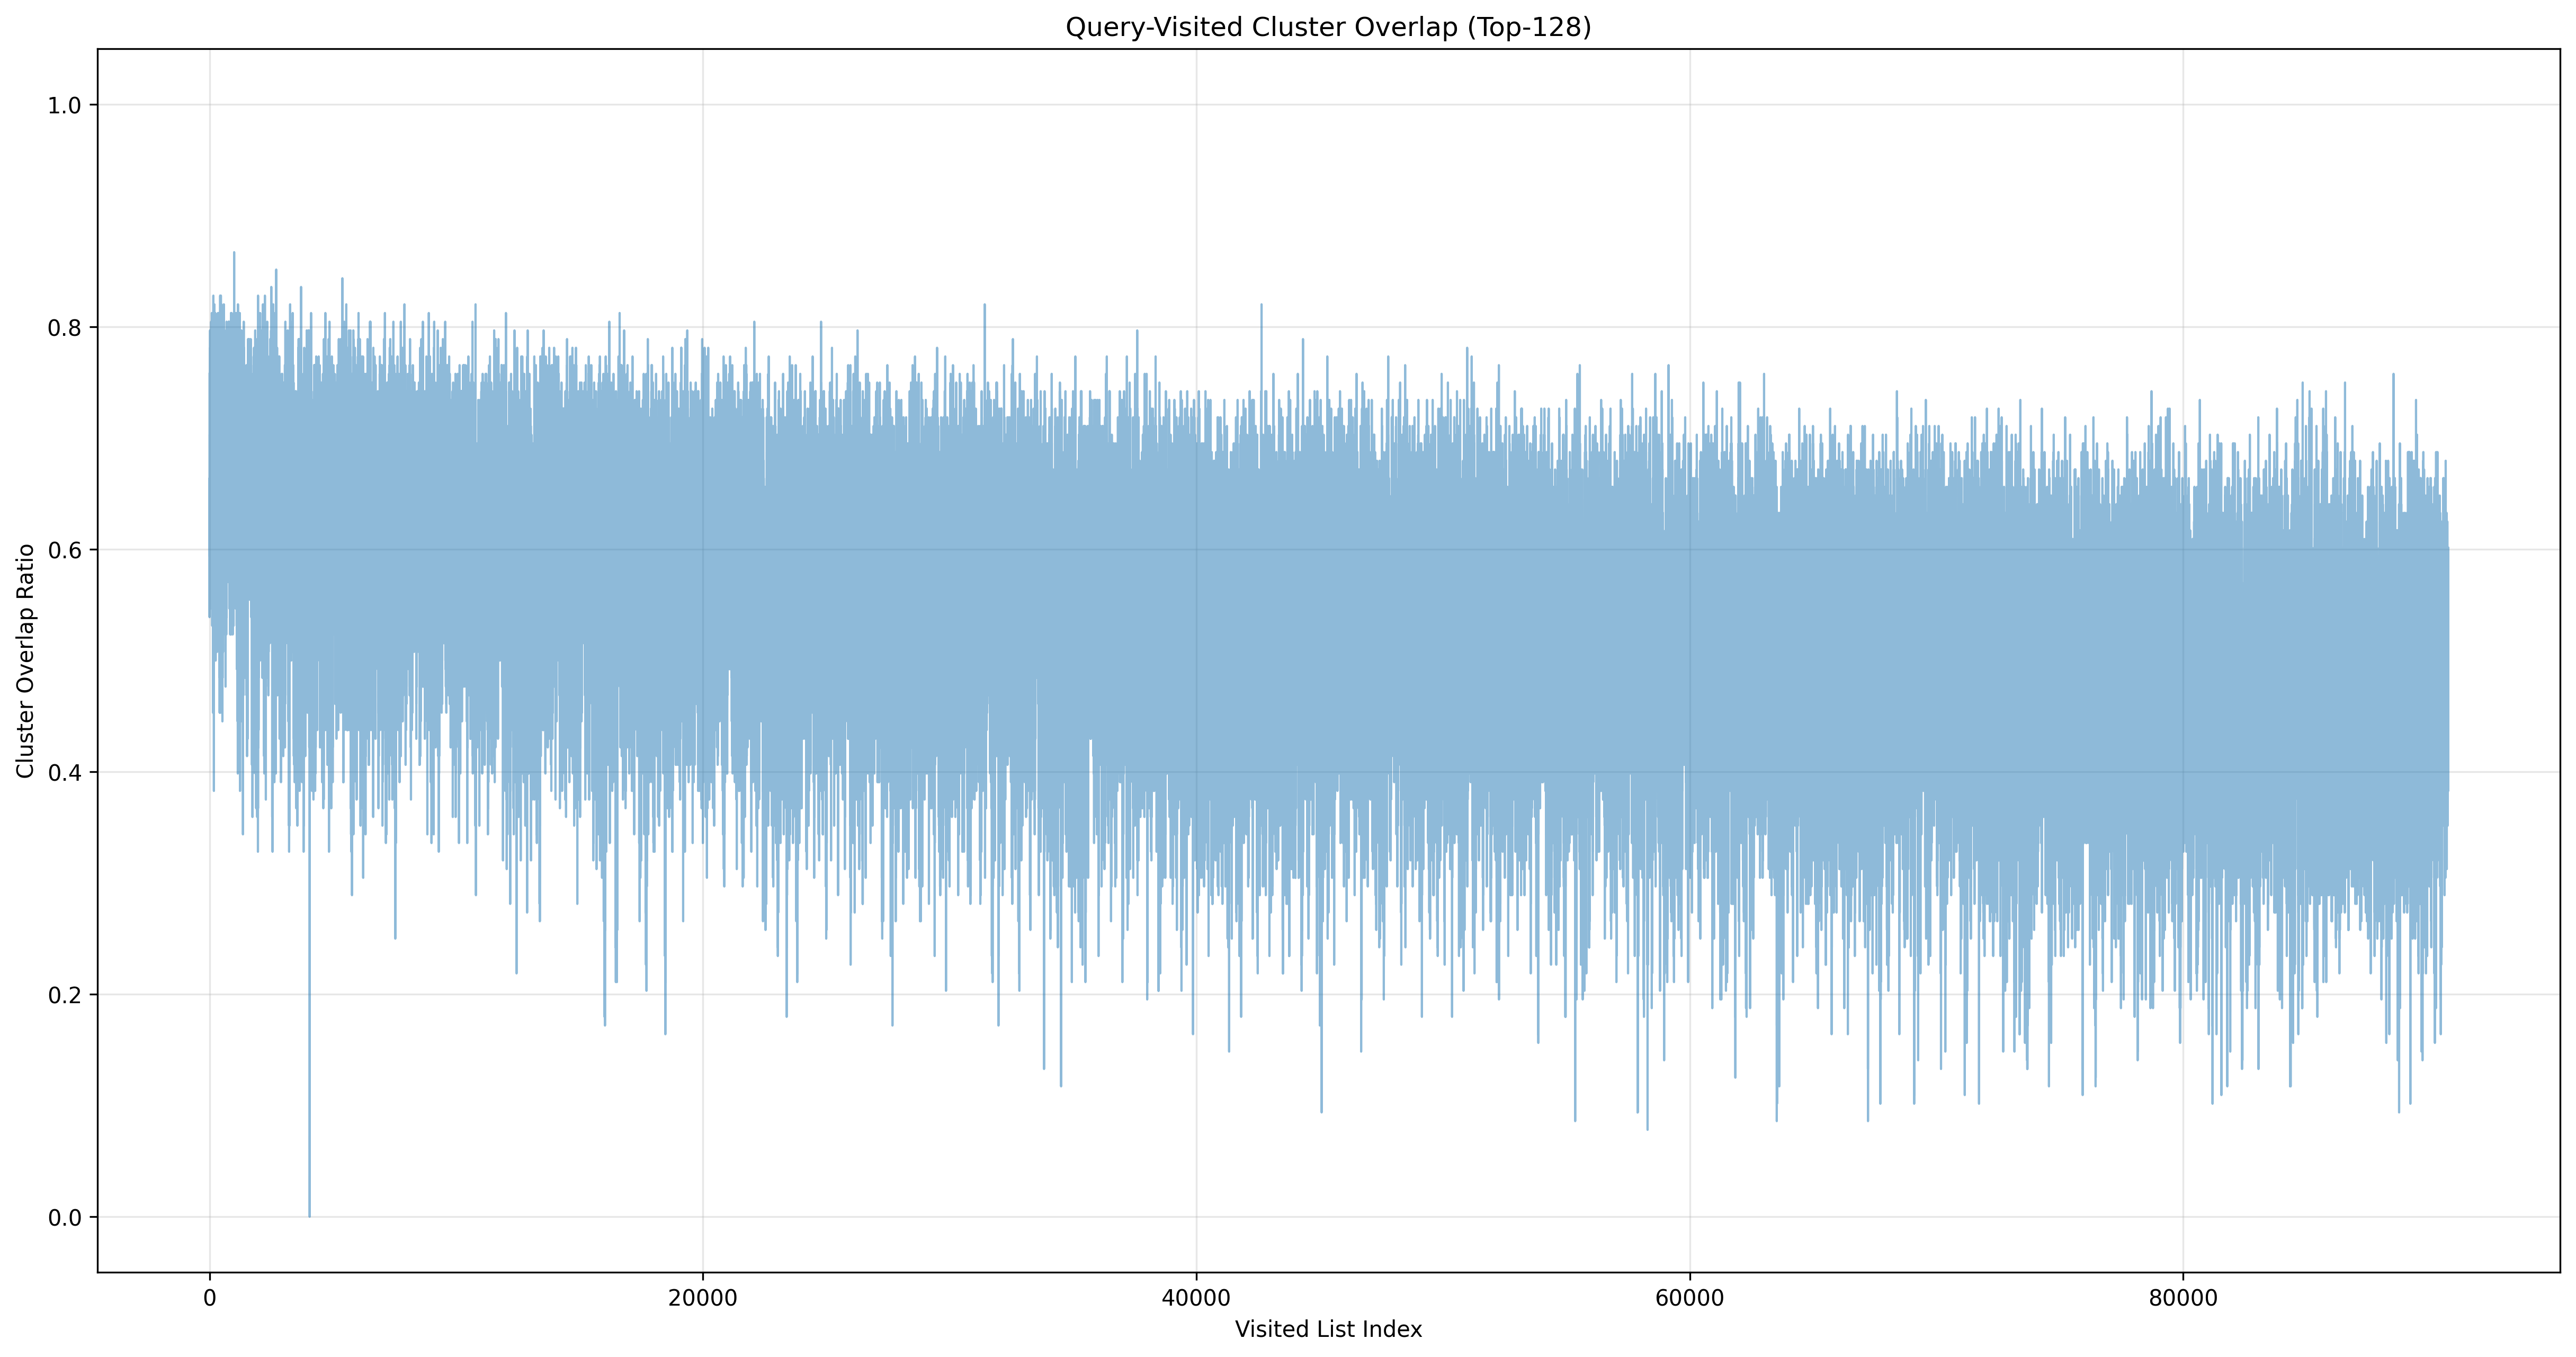 Query-Visited Cluster Overlap (Top-128)
1.0
0.8
0.6
0.4
0.2
0.0
Cluster Overlap Ratio
0 20000 40000 60000 80000
Visited List Index